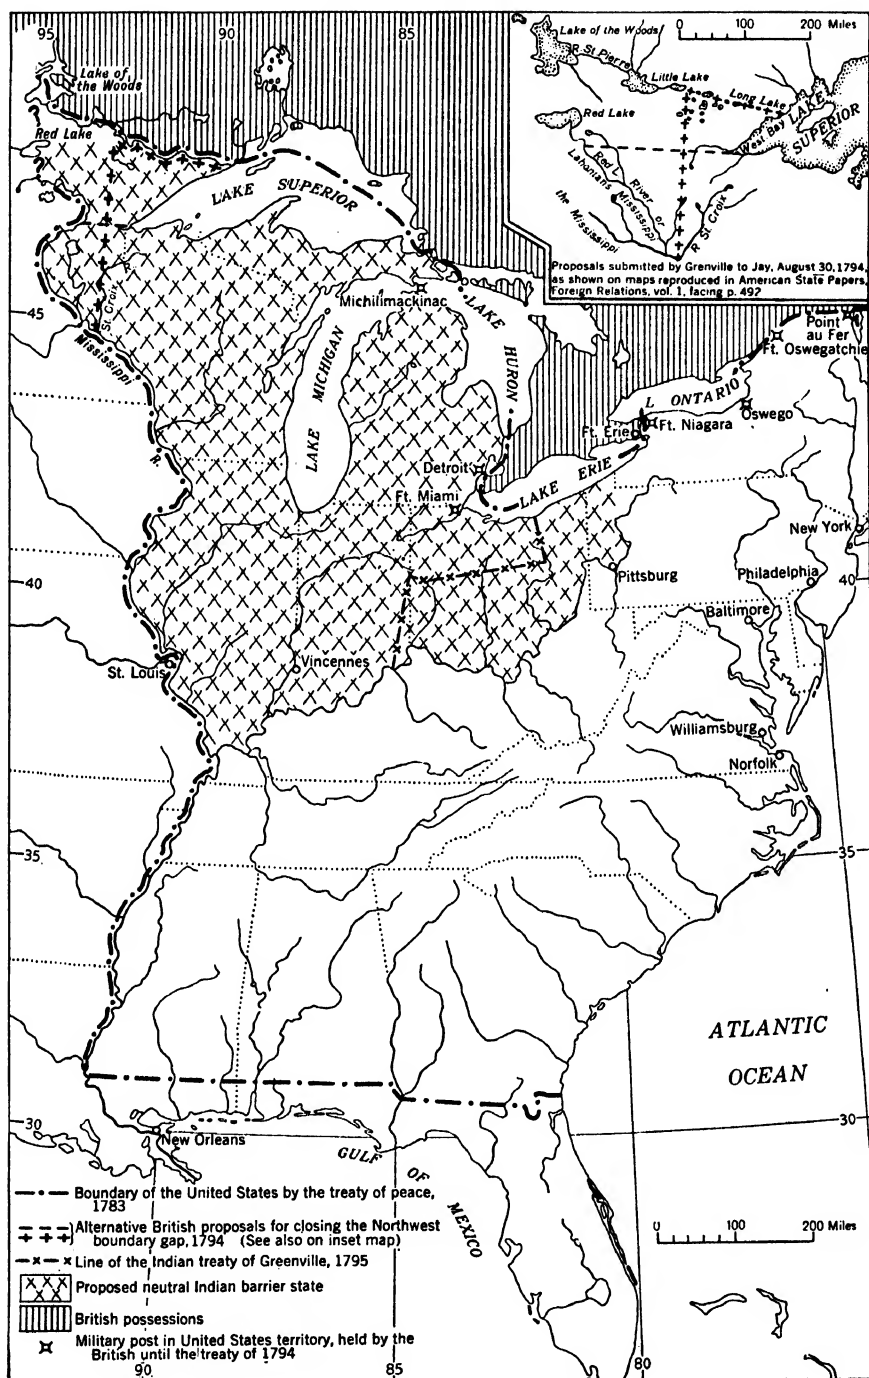 95
90
85
Lake of
the Woods
Red Lake
LAKE SUPERIOR
St. Croix R.
Michilimackinac
45
Mississippi
R.
LAKE MICHIGAN
LAKE HURON
Detroit
Ft. Miami
LAKE ERIE
Ft. Erie
L ONTARIO
Ft. Niagara
Oswego
Point
au Fer
Ft. Oswegatchie
New York
Pittsburg
Philadelphia
40
40
Baltimore
St. Louis
Vincennes
Williamsburg
Norfolk
35
35
ATLANTIC
OCEAN
30
30
New Orleans
GULF OF MEXICO
0 100 200 Miles
Lake of the Woods
R. St Pierre
Little Lake
Long Lake
Red Lake
West Bay
LAKE
SUPERIOR
Red L. River or
Lahontans Mississippi
the Mississippi
R. St. Croix
Proposals submitted by Grenville to Jay, August 30, 1794,
as shown on maps reproduced in American State Papers,
Foreign Relations, vol. 1, facing p. 492
Boundary of the United States by the treaty of peace,
1783
Alternative British proposals for closing the Northwest
boundary gap, 1794 (See also on inset map)
Line of the Indian treaty of Greenville, 1795
Proposed neutral Indian barrier state
British possessions
Military post in United States territory, held by the
British until the treaty of 1794
0 100 200 Miles
90
85
80